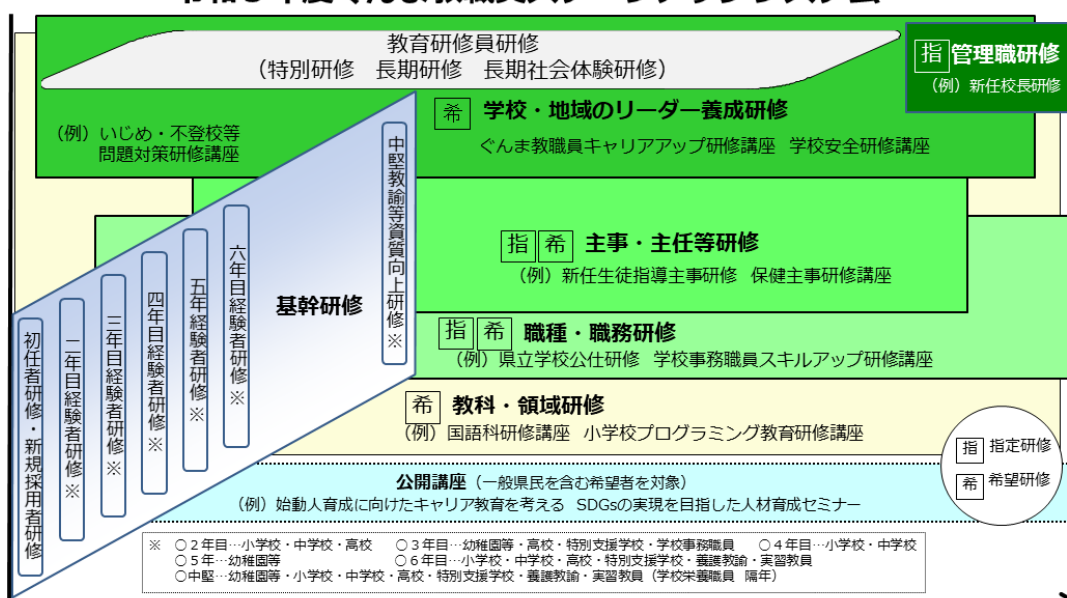 教育研修員研修
（特別研修　長期研修　長期社会体験研修）
指 管理職研修
（例）新任校長研修
希 学校・地域のリーダー養成研修
（例）いじめ・不登校等
問題対策研修講座
ぐんま教職員キャリアアップ研修講座　学校安全研修講座
指 希 主事・主任等研修
（例）新任生徒指導主事研修　保健主事研修講座
指 希 職種・職務研修
（例）県立学校公仕研修　学校事務職員スキルアップ研修講座
希 教科・領域研修
（例）国語科研修講座　小学校プログラミング教育研修講座
基幹研修
初任者研修・新規採用者研修
二年目経験者研修※
三年目経験者研修※
四年目経験者研修※
五年経験者研修※
六年目経験者研修※
中堅教諭等資質向上研修※
指 指定研修
希 希望研修
公開講座（一般県民を含む希望者を対象）
（例）始動人育成に向けたキャリア教育を考える　SDGsの実現を目指した人材育成セミナー
※　○２年目…小学校・中学校・高校　○３年目…幼稚園等・高校・特別支援学校・学校事務職員　○４年目…小学校・中学校
○５年…幼稚園等　○６年目…小学校・中学校・高校・特別支援学校・養護教諭・実習教員
○中堅…幼稚園等・小学校・中学校・高校・特別支援学校・養護教諭・実習教員（学校栄養職員　隔年）